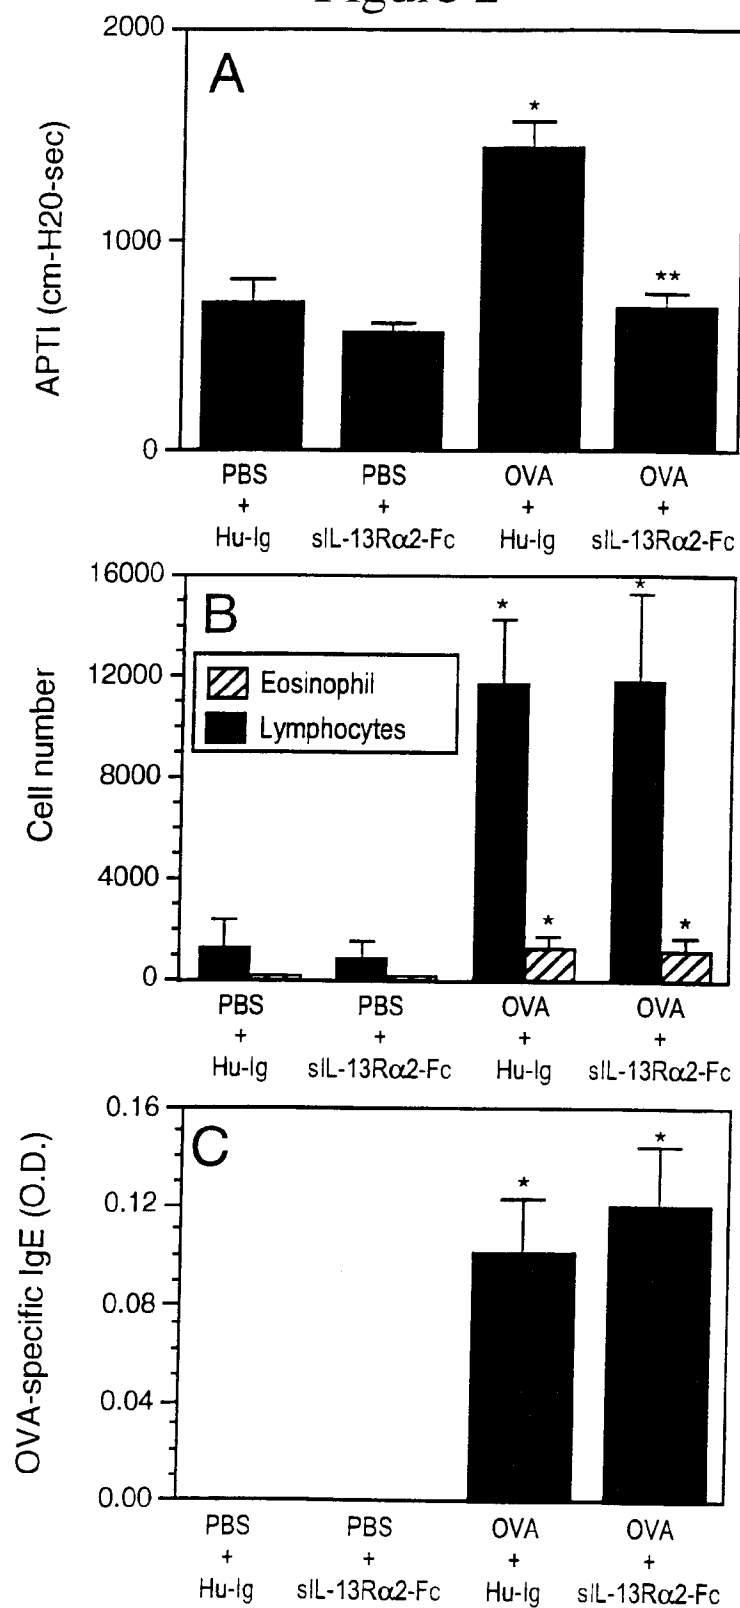 Figure 2
2000
A
*
APTI (cm-H20-sec)
1000
**
0
PBS PBS OVA OVA
+ + + +
Hu-Ig sIL-13Rα2-Fc Hu-Ig sIL-13Rα2-Fc
16000
B
* *
Eosinophil
12000
Lymphocytes
Cell number
8000
4000
* *
0
PBS PBS OVA OVA
+ + + +
Hu-Ig sIL-13Rα2-Fc Hu-Ig sIL-13Rα2-Fc
0.16
C
* *
OVA-specific IgE (O.D.)
0.12
0.08
0.04
0.00
PBS PBS OVA OVA
+ + + +
Hu-Ig sIL-13Rα2-Fc Hu-Ig sIL-13Rα2-Fc